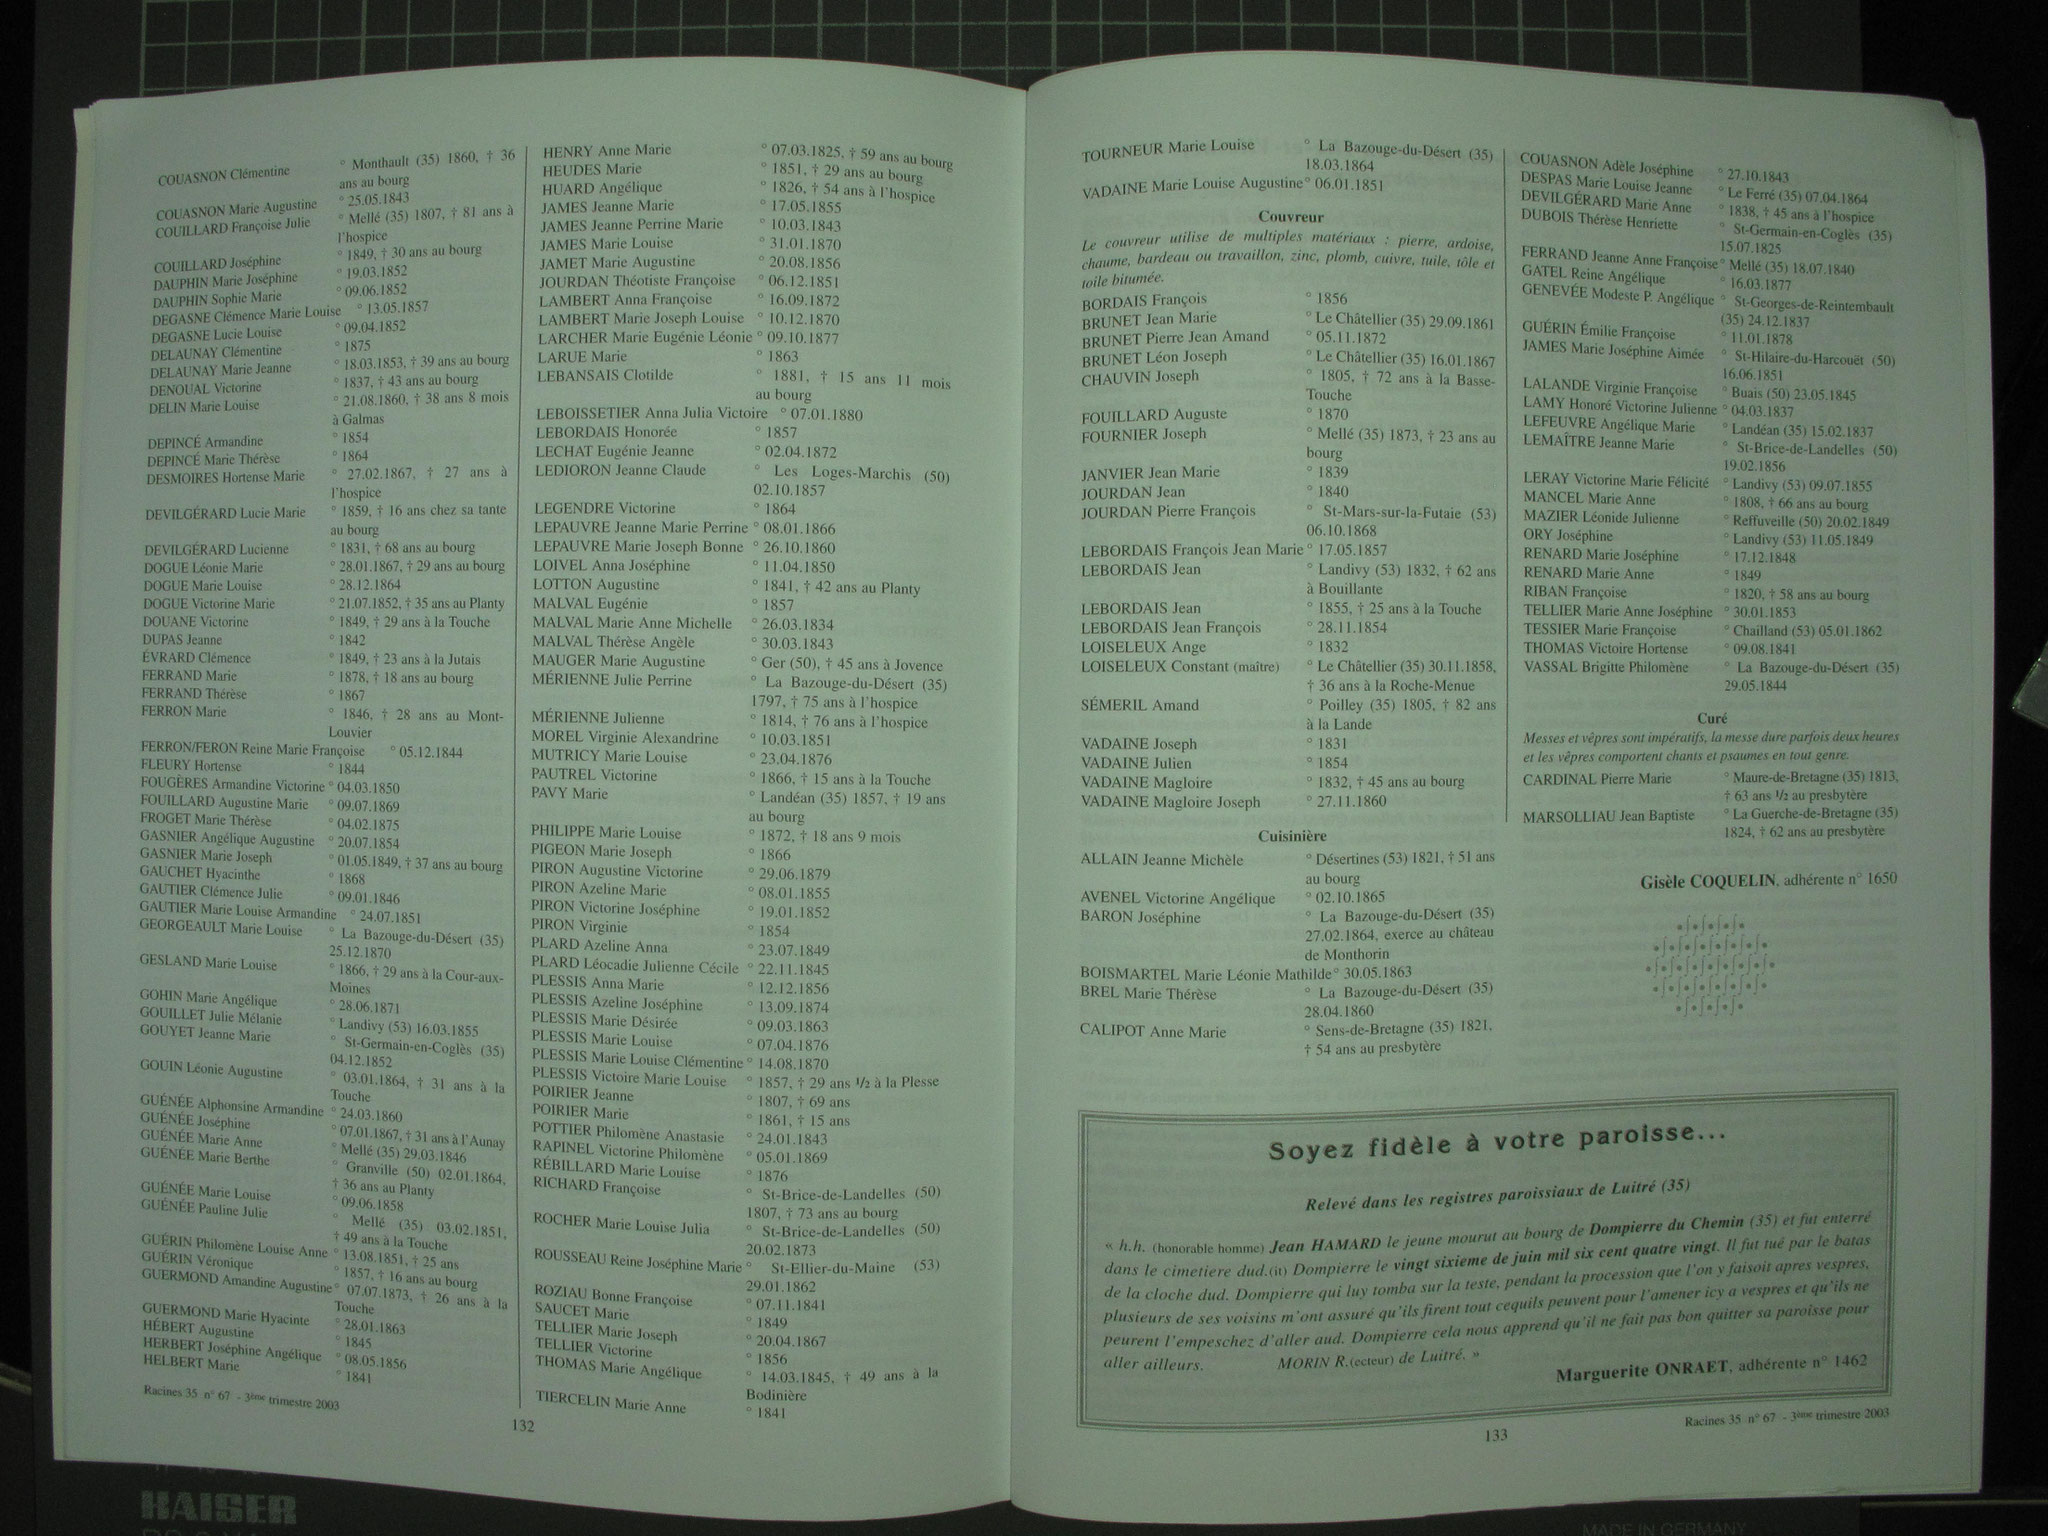 COUASNON Clémentine ° Monthault (35) 1860, † 36
ans au bourg
COUASNON Marie Augustine ° 25.05.1843
COUILLARD Françoise Julie ° Mellé (35) 1807, † 81 ans à
l'hospice
COUILLARD Joséphine ° 1849, † 30 ans au bourg
DAUPHIN Marie Joséphine ° 19.03.1852
DAUPHIN Sophie Marie ° 09.06.1852
DEGASNE Clémence Marie Louise ° 13.05.1857
DEGASNE Lucie Louise ° 09.04.1852
DELAUNAY Clémentine ° 1875
DELAUNAY Marie Jeanne ° 18.03.1853, † 39 ans au bourg
DENOUAL Victorine ° 1837, † 43 ans au bourg
DELIN Marie Louise ° 21.08.1860, † 38 ans 8 mois
à Galmas
DEPINCÉ Armandine ° 1854
DEPINCÉ Marie Thérèse ° 1864
DESMOIRES Hortense Marie ° 27.02.1867, † 27 ans à
l'hospice
DEVILGÉRARD Lucie Marie ° 1859, † 16 ans chez sa tante
au bourg
DEVILGÉRARD Lucienne ° 1831, † 68 ans au bourg
DOGUE Léonie Marie ° 28.01.1867, † 29 ans au bourg
DOGUE Marie Louise ° 28.12.1864
DOGUE Victorine Marie ° 21.07.1852, † 35 ans au Planty
DOUANE Victorine ° 1849, † 29 ans à la Touche
DUPAS Jeanne ° 1842
ÉVRARD Clémence ° 1849, † 23 ans à la Jutais
FERRAND Marie ° 1878, † 18 ans au bourg
FERRAND Thérèse ° 1867
FERRON Marie ° 1846, † 28 ans au Mont-
Louvier
FERRON/FERON Reine Marie Françoise ° 05.12.1844
FLEURY Hortense ° 1844
FOUGÈRES Armandine Victorine ° 04.03.1850
FOUILLARD Augustine Marie ° 09.07.1869
FROGET Marie Thérèse ° 04.02.1875
GASNIER Angélique Augustine ° 20.07.1854
GASNIER Marie Joseph ° 01.05.1849, † 37 ans au bourg
GAUCHET Hyacinthe ° 1868
GAUTIER Clémence Julie ° 09.01.1846
GAUTIER Marie Louise Armandine ° 24.07.1851
GEORGEAULT Marie Louise ° La Bazouge-du-Désert (35)
25.12.1870
GESLAND Marie Louise ° 1866, † 29 ans à la Cour-aux-
Moines
GOHIN Marie Angélique ° 28.06.1871
GOUILLET Julie Mélanie ° Landivy (53) 16.03.1855
GOUYET Jeanne Marie ° St-Germain-en-Coglès (35)
04.12.1852
GOUIN Léonie Augustine ° 03.01.1864, † 31 ans à la
Touche
GUÉNÉE Alphonsine Armandine ° 24.03.1860
GUÉNÉE Joséphine ° 07.01.1867, † 31 ans à l'Aunay
GUÉNÉE Marie Anne ° Mellé (35) 29.03.1846
GUÉNÉE Marie Berthe ° Granville (50) 02.01.1864,
† 36 ans au Planty
GUÉNÉE Marie Louise ° 09.06.1858
GUÉNÉE Pauline Julie ° Mellé (35) 03.02.1851,
† 49 ans à la Touche
GUÉRIN Philomène Louise Anne ° 13.08.1851, † 25 ans
GUÉRIN Véronique ° 1857, † 16 ans au bourg
GUERMOND Amandine Augustine ° 07.07.1873, † 26 ans à la
Touche
GUERMOND Marie Hyacinte ° 28.01.1863
HÉBERT Augustine ° 1845
HERBERT Joséphine Angélique ° 08.05.1856
HELBERT Marie ° 1841
Racines 35 n° 67 - 3ème trimestre 2003
HENRY Anne Marie ° 07.03.1825, † 59 ans au bourg
HEUDES Marie ° 1851, † 29 ans au bourg
HUARD Angélique ° 1826, † 54 ans à l'hospice
JAMES Jeanne Marie ° 17.05.1855
JAMES Jeanne Perrine Marie ° 10.03.1843
JAMES Marie Louise ° 31.01.1870
JAMET Marie Augustine ° 20.08.1856
JOURDAN Théotiste Françoise ° 06.12.1851
LAMBERT Anna Françoise ° 16.09.1872
LAMBERT Marie Joseph Louise ° 10.12.1870
LARCHER Marie Eugénie Léonie ° 09.10.1877
LARUE Marie ° 1863
LEBANSAIS Clotilde ° 1881, † 15 ans 11 mois
au bourg
LEBOISSETIER Anna Julia Victoire ° 07.01.1880
LEBORDAIS Honorée ° 1857
LECHAT Eugénie Jeanne ° 02.04.1872
LEDIORON Jeanne Claude ° Les Loges-Marchis (50)
02.10.1857
LEGENDRE Victorine ° 1864
LEPAUVRE Jeanne Marie Perrine ° 08.01.1866
LEPAUVRE Marie Joseph Bonne ° 26.10.1860
LOIVEL Anna Joséphine ° 11.04.1850
LOTTON Augustine ° 1841, † 42 ans au Planty
MALVAL Eugénie ° 1857
MALVAL Marie Anne Michelle ° 26.03.1834
MALVAL Thérèse Angèle ° 30.03.1843
MAUGER Marie Augustine ° Ger (50), † 45 ans à Jovence
MÉRIENNE Julie Perrine ° La Bazouge-du-Désert (35)
1797, † 75 ans à l'hospice
MÉRIENNE Julienne ° 1814, † 76 ans à l'hospice
MOREL Virginie Alexandrine ° 10.03.1851
MUTRICY Marie Louise ° 23.04.1876
PAUTREL Victorine ° 1866, † 15 ans à la Touche
PAVY Marie ° Landéan (35) 1857, † 19 ans
au bourg
PHILIPPE Marie Louise ° 1872, † 18 ans 9 mois
PIGEON Marie Joseph ° 1866
PIRON Augustine Victorine ° 29.06.1879
PIRON Azeline Marie ° 08.01.1855
PIRON Victorine Joséphine ° 19.01.1852
PIRON Virginie ° 1854
PLARD Azeline Anna ° 23.07.1849
PLARD Léocadie Julienne Cécile ° 22.11.1845
PLESSIS Anna Marie ° 12.12.1856
PLESSIS Azeline Joséphine ° 13.09.1874
PLESSIS Marie Désirée ° 09.03.1863
PLESSIS Marie Louise ° 07.04.1876
PLESSIS Marie Louise Clémentine ° 14.08.1870
PLESSIS Victoire Marie Louise ° 1857, † 29 ans 1/2 à la Plesse
POIRIER Jeanne ° 1807, † 69 ans
POIRIER Marie ° 1861, † 15 ans
POTTIER Philomène Anastasie ° 24.01.1843
RAPINEL Victorine Philomène ° 05.01.1869
RÉBILLARD Marie Louise ° 1876
RICHARD Françoise ° St-Brice-de-Landelles (50)
1807, † 73 ans au bourg
ROCHER Marie Louise Julia ° St-Brice-de-Landelles (50)
20.02.1873
ROUSSEAU Reine Joséphine Marie ° St-Ellier-du-Maine (53)
29.01.1862
ROZIAU Bonne Françoise ° 07.11.1841
SAUCET Marie ° 1849
TELLIER Marie Joseph ° 20.04.1867
TELLIER Victorine ° 1856
THOMAS Marie Angélique ° 14.03.1845, † 49 ans à la
Bodinière
TIERCELIN Marie Anne ° 1841
132
TOURNEUR Marie Louise ° La Bazouge-du-Désert (35)
18.03.1864
VADAINE Marie Louise Augustine ° 06.01.1851
Couvreur
Le couvreur utilise de multiples matériaux : pierre, ardoise,
chaume, bardeau ou travaillon, zinc, plomb, cuivre, tuile, tôle et
toile bitumée.
BORDAIS François ° 1856
BRUNET Jean Marie ° Le Châtellier (35) 29.09.1861
BRUNET Pierre Jean Amand ° 05.11.1872
BRUNET Léon Joseph ° Le Châtellier (35) 16.01.1867
CHAUVIN Joseph ° 1805, † 72 ans à la Basse-
Touche
FOUILLARD Auguste ° 1870
FOURNIER Joseph ° Mellé (35) 1873, † 23 ans au
bourg
JANVIER Jean Marie ° 1839
JOURDAN Jean ° 1840
JOURDAN Pierre François ° St-Mars-sur-la-Futaie (53)
06.10.1868
LEBORDAIS François Jean Marie ° 17.05.1857
LEBORDAIS Jean ° Landivy (53) 1832, † 62 ans
à Bouillante
LEBORDAIS Jean ° 1855, † 25 ans à la Touche
LEBORDAIS Jean François ° 28.11.1854
LOISELEUX Ange ° 1832
LOISELEUX Constant (maître) ° Le Châtellier (35) 30.11.1858,
† 36 ans à la Roche-Menue
SÉMERIL Amand ° Poilley (35) 1805, † 82 ans
à la Lande
VADAINE Joseph ° 1831
VADAINE Julien ° 1854
VADAINE Magloire ° 1832, † 45 ans au bourg
VADAINE Magloire Joseph ° 27.11.1860
Cuisinière
ALLAIN Jeanne Michèle ° Désertines (53) 1821, † 51 ans
au bourg
AVENEL Victorine Angélique ° 02.10.1865
BARON Joséphine ° La Bazouge-du-Désert (35)
27.02.1864, exerce au château
de Monthorin
BOISMARTEL Marie Léonie Mathilde ° 30.05.1863
BREL Marie Thérèse ° La Bazouge-du-Désert (35)
28.04.1860
CALIPOT Anne Marie ° Sens-de-Bretagne (35) 1821,
† 54 ans au presbytère
COUASNON Adèle Joséphine ° 27.10.1843
DESPAS Marie Louise Jeanne ° Le Ferré (35) 07.04.1864
DEVILGÉRARD Marie Anne ° 1838, † 45 ans à l'hospice
DUBOIS Thérèse Henriette ° St-Germain-en-Coglès (35)
15.07.1825
FERRAND Jeanne Anne Françoise ° Mellé (35) 18.07.1840
GATEL Reine Angélique ° 16.03.1877
GENEVÉE Modeste P. Angélique ° St-Georges-de-Reintembault
(35) 24.12.1837
GUÉRIN Émilie Françoise ° 11.01.1878
JAMES Marie Joséphine Aimée ° St-Hilaire-du-Harcouët (50)
16.06.1851
LALANDE Virginie Françoise ° Buais (50) 23.05.1845
LAMY Honoré Victorine Julienne ° 04.03.1837
LEFEUVRE Angélique Marie ° Landéan (35) 15.02.1837
LEMAÎTRE Jeanne Marie ° St-Brice-de-Landelles (50)
19.02.1856
LERAY Victorine Marie Félicité ° Landivy (53) 09.07.1855
MANCEL Marie Anne ° 1808, † 66 ans au bourg
MAZIER Léonide Julienne ° Reffuveille (50) 20.02.1849
ORY Joséphine ° Landivy (53) 11.05.1849
RENARD Marie Joséphine ° 17.12.1848
RENARD Marie Anne ° 1849
RIBAN Françoise ° 1820, † 58 ans au bourg
TELLIER Marie Anne Joséphine ° 30.01.1853
TESSIER Marie Françoise ° Chailland (53) 05.01.1862
THOMAS Victoire Hortense ° 09.08.1841
VASSAL Brigitte Philomène ° La Bazouge-du-Désert (35)
29.05.1844
Curé
Messes et vêpres sont impératifs, la messe dure parfois deux heures
et les vêpres comportent chants et psaumes en tout genre.
CARDINAL Pierre Marie ° Maure-de-Bretagne (35) 1813,
† 63 ans 1/2 au presbytère
MARSOLLIAU Jean Baptiste ° La Guerche-de-Bretagne (35)
1824, † 62 ans au presbytère
Gisèle COQUELIN, adhérente n° 1650
Soyez fidèle à votre paroisse...
Relevé dans les registres paroissiaux de Luitré (35)
« h.h. (honorable homme) Jean HAMARD le jeune mourut au bourg de Dompierre du Chemin (35) et fut enterré
dans le cimetiere dud.(it) Dompierre le vingt sixieme de juin mil six cent quatre vingt. Il fut tué par le batas
de la cloche dud. Dompierre qui luy tomba sur la teste, pendant la procession que l'on y faisoit apres vespres,
plusieurs de ses voisins m'ont assuré qu'ils firent tout cequils peuvent pour l'amener icy a vespres et qu'ils ne
peurent l'empeschez d'aller aud. Dompierre cela nous apprend qu'il ne fait pas bon quitter sa paroisse pour
aller ailleurs. MORIN R.(ecteur) de Luitré. »
Marguerite ONRAET, adhérente n° 1462
Racines 35 n° 67 - 3ème trimestre 2003
133
KAISER
MADE IN GERMANY